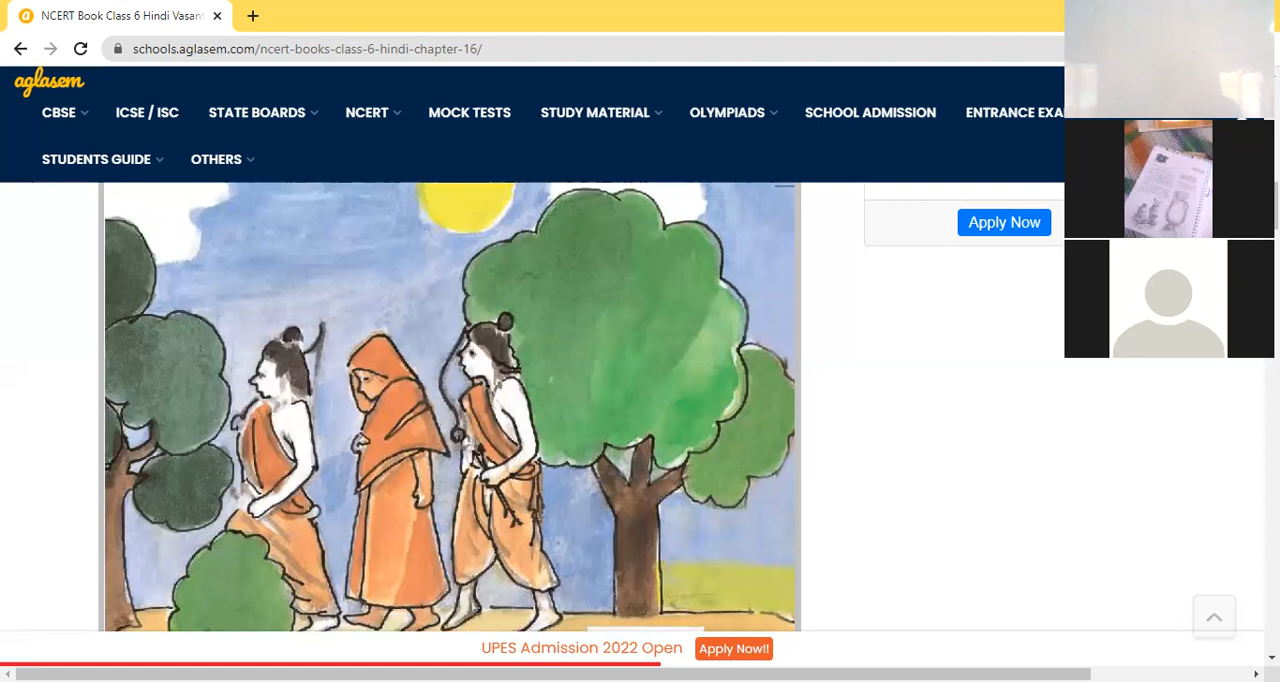 NCERT Book Class 6 Hindi Vasant
schools.aglasem.com/ncert-books-class-6-hindi-chapter-16/
aglasem
CBSE ICSE / ISC STATE BOARDS NCERT MOCK TESTS STUDY MATERIAL OLYMPIADS SCHOOL ADMISSION ENTRANCE EXA
STUDENTS GUIDE OTHERS
Apply Now
UPES Admission 2022 Open Apply Now!!